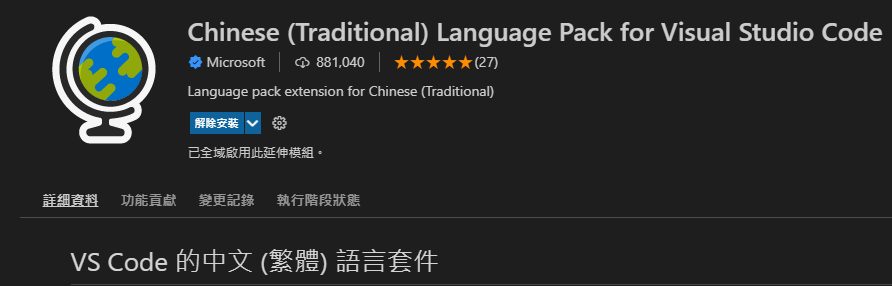 Chinese (Traditional) Language Pack for Visual Studio Code
Microsoft 881,040 (27)
Language pack extension for Chinese (Traditional)
解除安裝
已全域啟用此延伸模組。
詳細資料 功能貢獻 變更記錄 執行階段狀態
VS Code 的中文 (繁體) 語言套件